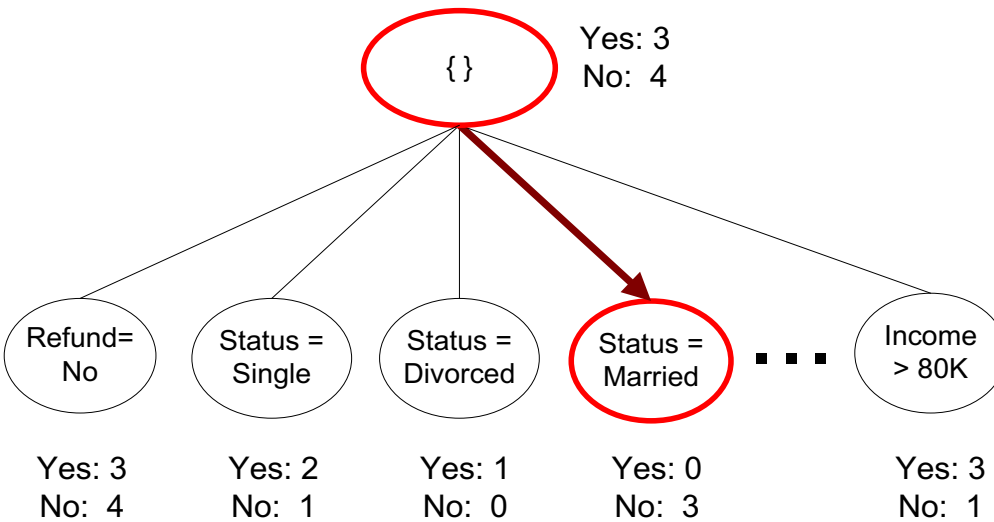 { }
Yes: 3
No: 4
Refund=
No
Status =
Single
Status =
Divorced
Status =
Married
Income
> 80K
Yes: 3
No: 4
Yes: 2
No: 1
Yes: 1
No: 0
Yes: 0
No: 3
Yes: 3
No: 1